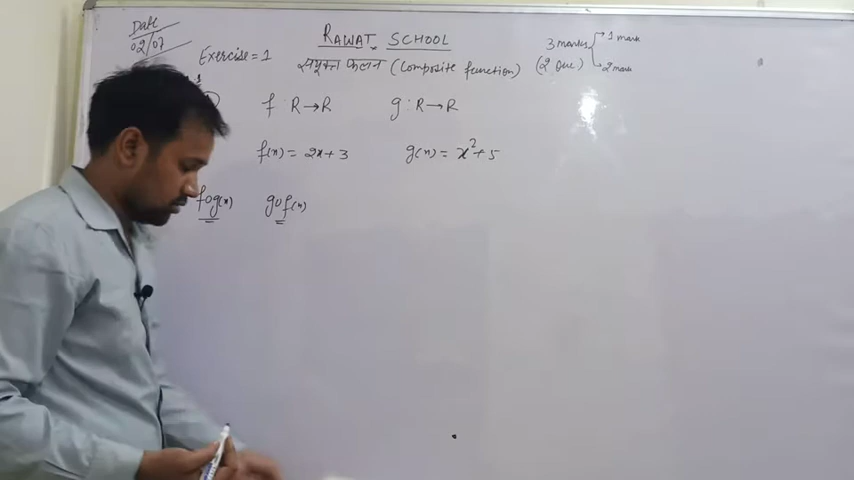 Date
02/07
RAWAT SCHOOL
Exercise = 1
संयुक्त फलन (Composite function)
3 marks
1 mark
(2 Que)
2 mark
f : R→R g : R→R
f(x) = 2x+3 g(x) = x²+5
fog(x) gof(x)